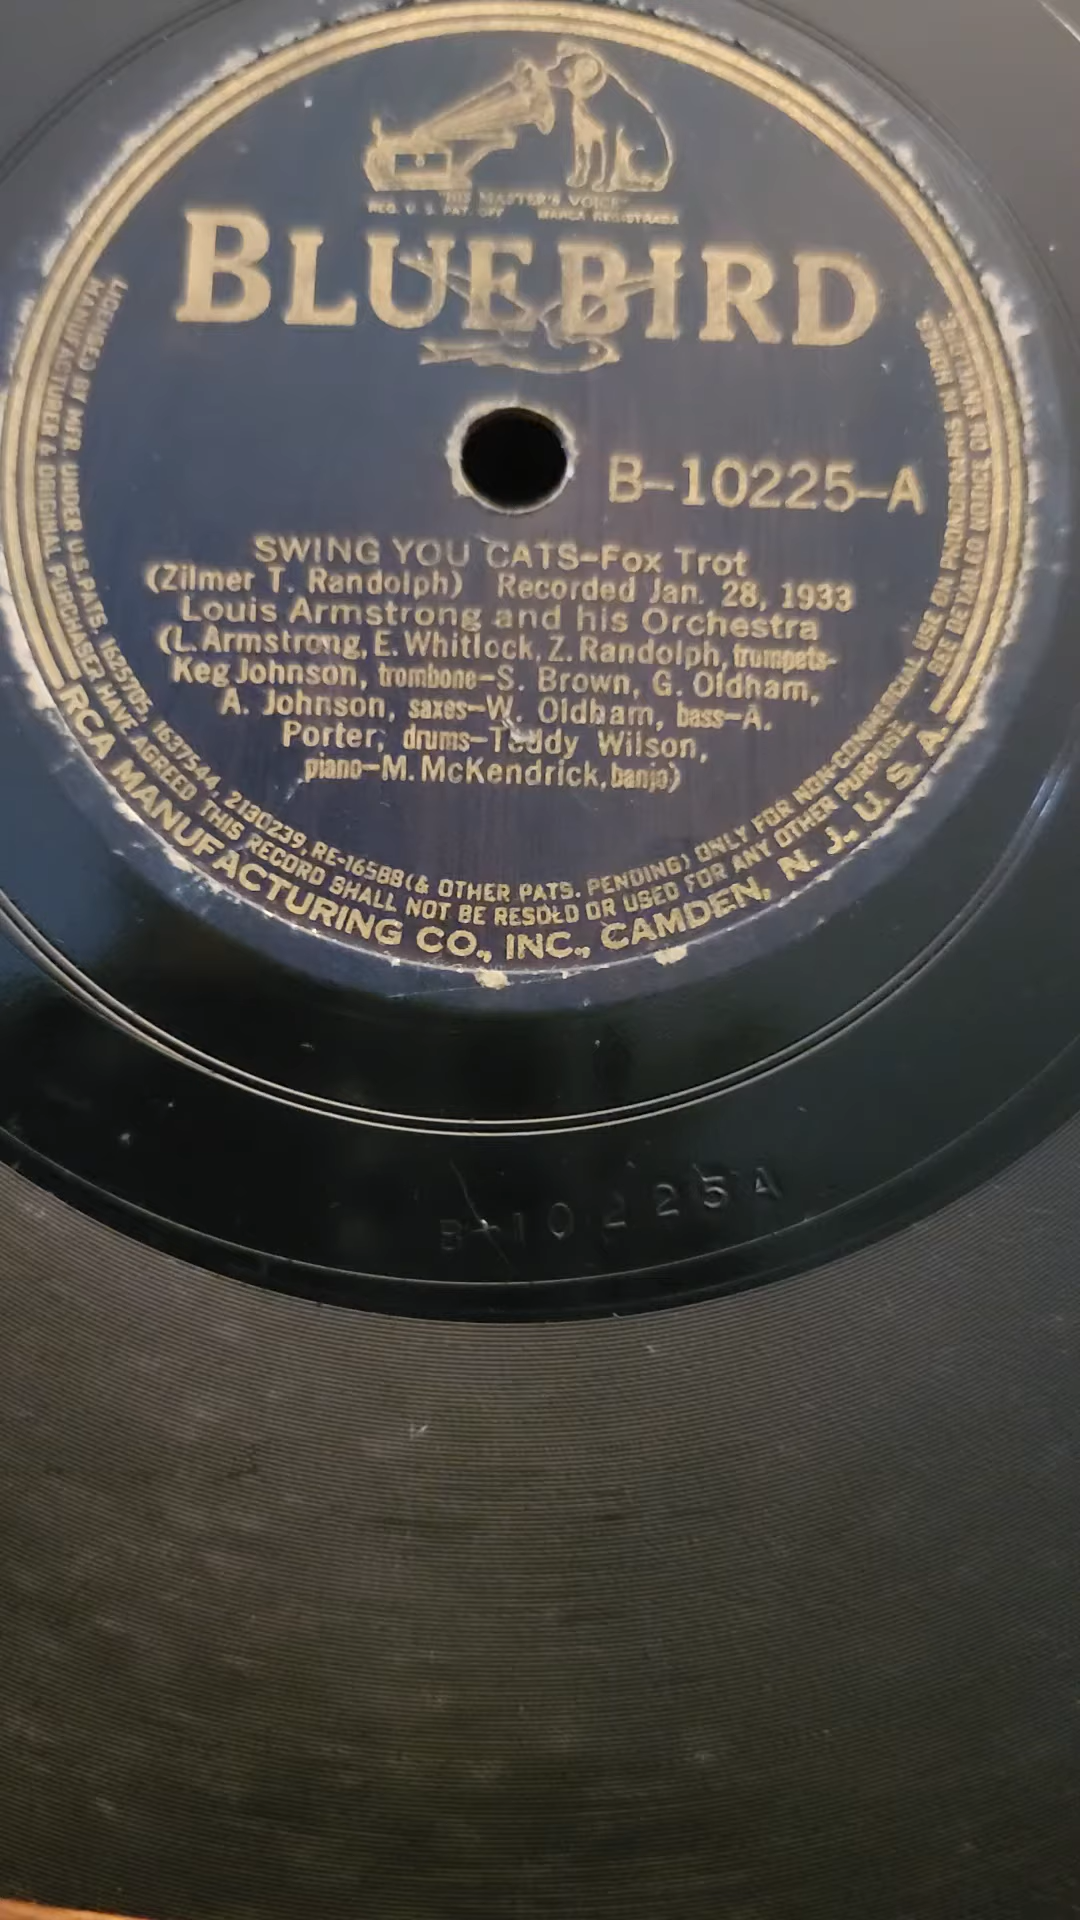 "HIS MASTER'S VOICE"
REG. U. S. PAT. OFF. MARCA REGISTRADA
BLUEBIRD
B–10225–A
SWING YOU CATS–Fox Trot
(Zilmer T. Randolph) Recorded Jan. 28, 1933
Louis Armstrong and his Orchestra
(L. Armstrong, E. Whitlock, Z. Randolph, trumpets–
Keg Johnson, trombone–S. Brown, G. Oldham,
A. Johnson, saxes–W. Oldham, bass–A.
Porter, drums–Teddy Wilson,
piano–M. McKendrick, banjo)
LICENSED BY MFR. UNDER U.S. PATS. 1625705, 1637544, 2180239, RE-16588 (& OTHER PATS. PENDING) ONLY FOR NON-COMMERCIAL USE ON PHONOGRAPHS IN HOMES.
MANUFACTURER & ORIGINAL PURCHASER HAVE AGREED THIS RECORD SHALL NOT BE RESOLD OR USED FOR ANY OTHER PURPOSE. SEE DETAILED NOTICE ON ENVELOPE.
RCA MANUFACTURING CO., INC., CAMDEN, N. J., U. S. A.
B-10225A